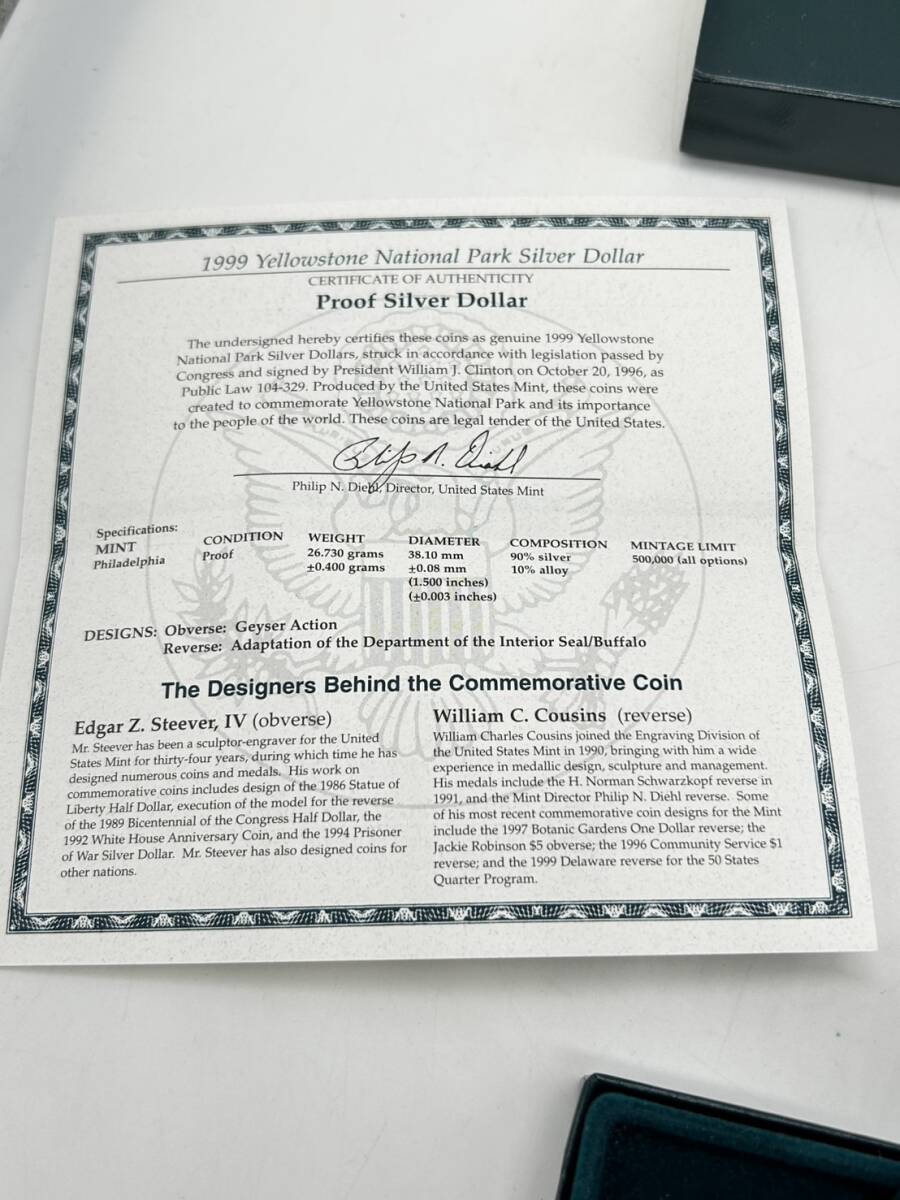 1999 Yellowstone National Park Silver Dollar
CERTIFICATE OF AUTHENTICITY
Proof Silver Dollar
The undersigned hereby certifies these coins as genuine 1999 Yellowstone
National Park Silver Dollars, struck in accordance with legislation passed by
Congress and signed by President William J. Clinton on October 20, 1996, as
Public Law 104-329. Produced by the United States Mint, these coins were
created to commemorate Yellowstone National Park and its importance
to the people of the world. These coins are legal tender of the United States.
Philip N. Diehl
Philip N. Diehl, Director, United States Mint
Specifications:
MINT
Philadelphia
CONDITION
Proof
WEIGHT
26.730 grams
±0.400 grams
DIAMETER
38.10 mm
±0.08 mm
(1.500 inches)
(±0.003 inches)
COMPOSITION
90% silver
10% alloy
MINTAGE LIMIT
500,000 (all options)
DESIGNS: Obverse: Geyser Action
Reverse: Adaptation of the Department of the Interior Seal/Buffalo
The Designers Behind the Commemorative Coin
Edgar Z. Steever, IV (obverse)
Mr. Steever has been a sculptor-engraver for the United
States Mint for thirty-four years, during which time he has
designed numerous coins and medals. His work on
commemorative coins includes design of the 1986 Statue of
Liberty Half Dollar, execution of the model for the reverse
of the 1989 Bicentennial of the Congress Half Dollar, the
1992 White House Anniversary Coin, and the 1994 Prisoner
of War Silver Dollar. Mr. Steever has also designed coins for
other nations.
William C. Cousins (reverse)
William Charles Cousins joined the Engraving Division of
the United States Mint in 1990, bringing with him a wide
experience in medallic design, sculpture and management.
His medals include the H. Norman Schwarzkopf reverse in
1991, and the Mint Director Philip N. Diehl reverse. Some
of his most recent commemorative coin designs for the Mint
include the 1997 Botanic Gardens One Dollar reverse; the
Jackie Robinson $5 obverse; the 1996 Community Service $1
reverse; and the 1999 Delaware reverse for the 50 States
Quarter Program.